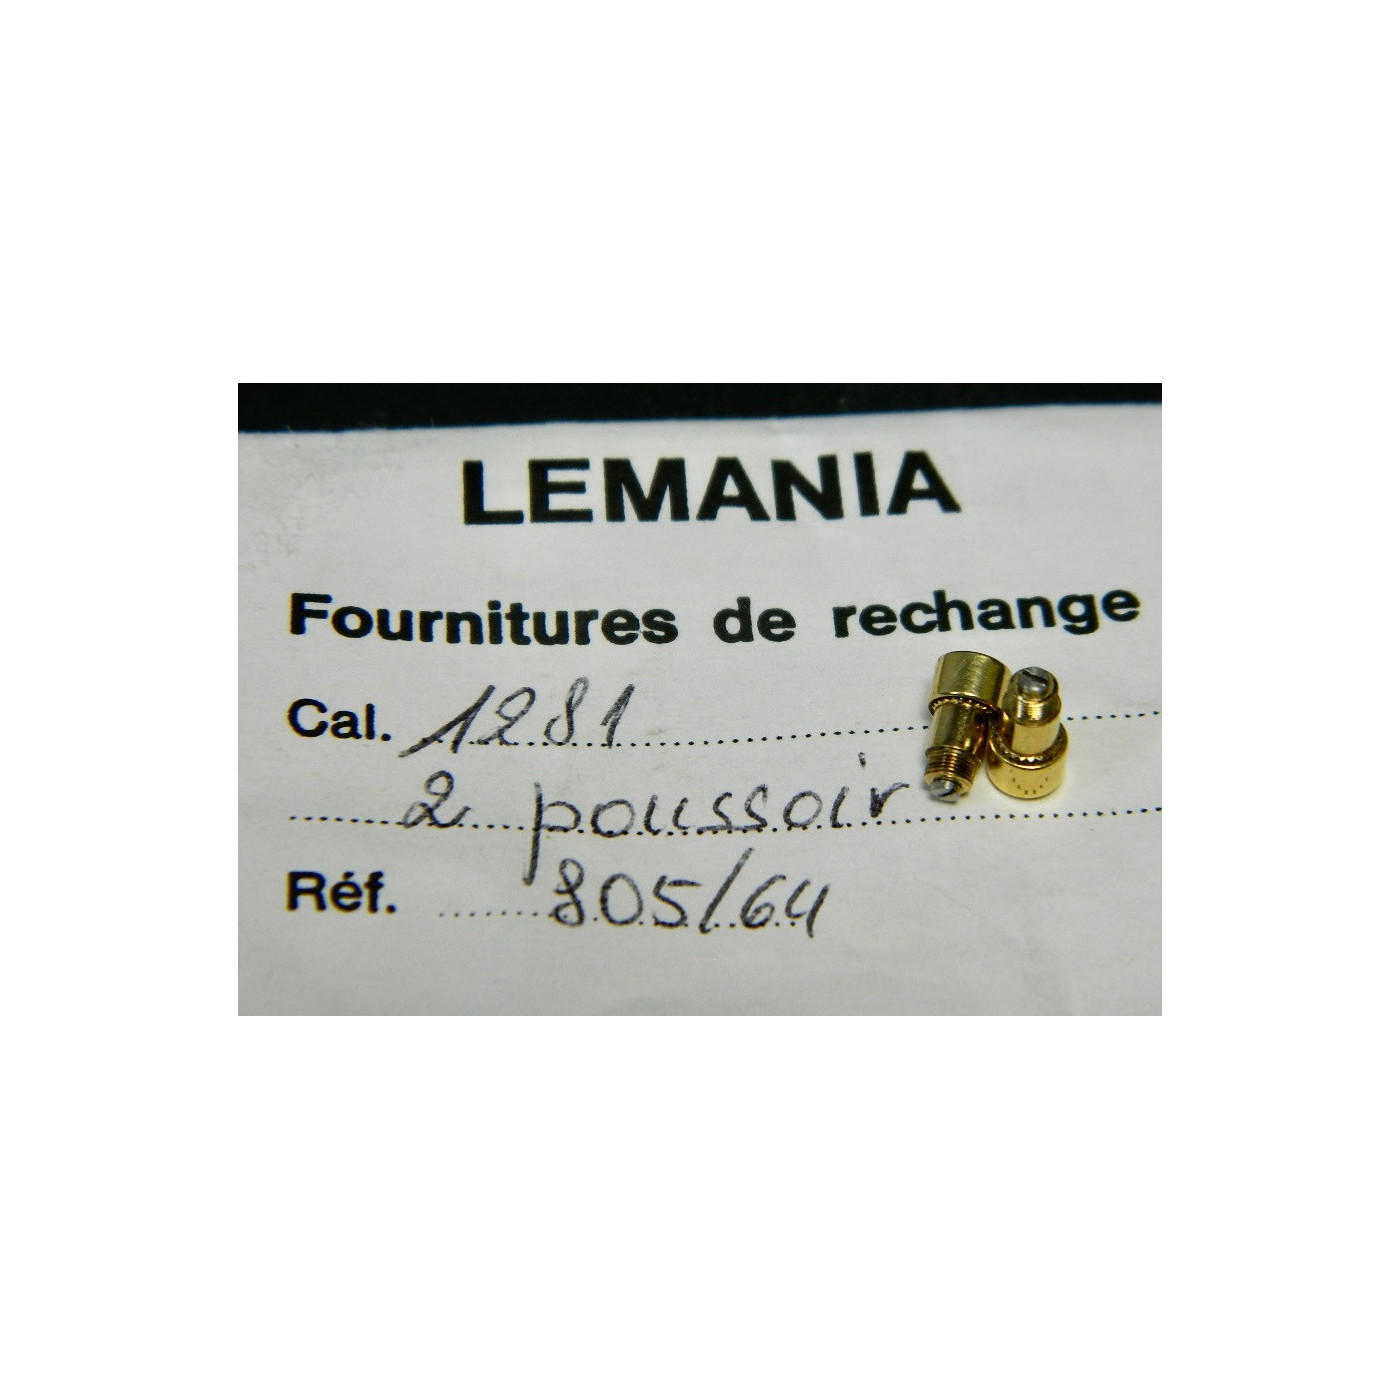 LEMANIA
Fournitures de rechange
Cal. 1281
2 poussoir
Réf. 805/64